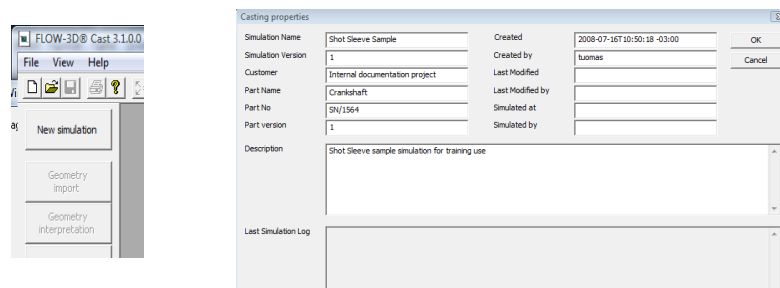 FLOW-3D® Cast 3.1.0.0
File View Help
New simulation
Geometry
import
Geometry
interpretation
Casting properties
Simulation Name Shot Sleeve Sample Created 2008-07-16T10:50:18 -03:00 OK
Simulation Version 1 Created by tuomas Cancel
Customer Internal documentation project Last Modified
Part Name Crankshaft Last Modified by
Part No SN/1564 Simulated at
Part version 1 Simulated by
Description Shot Sleeve sample simulation for training use
Last Simulation Log